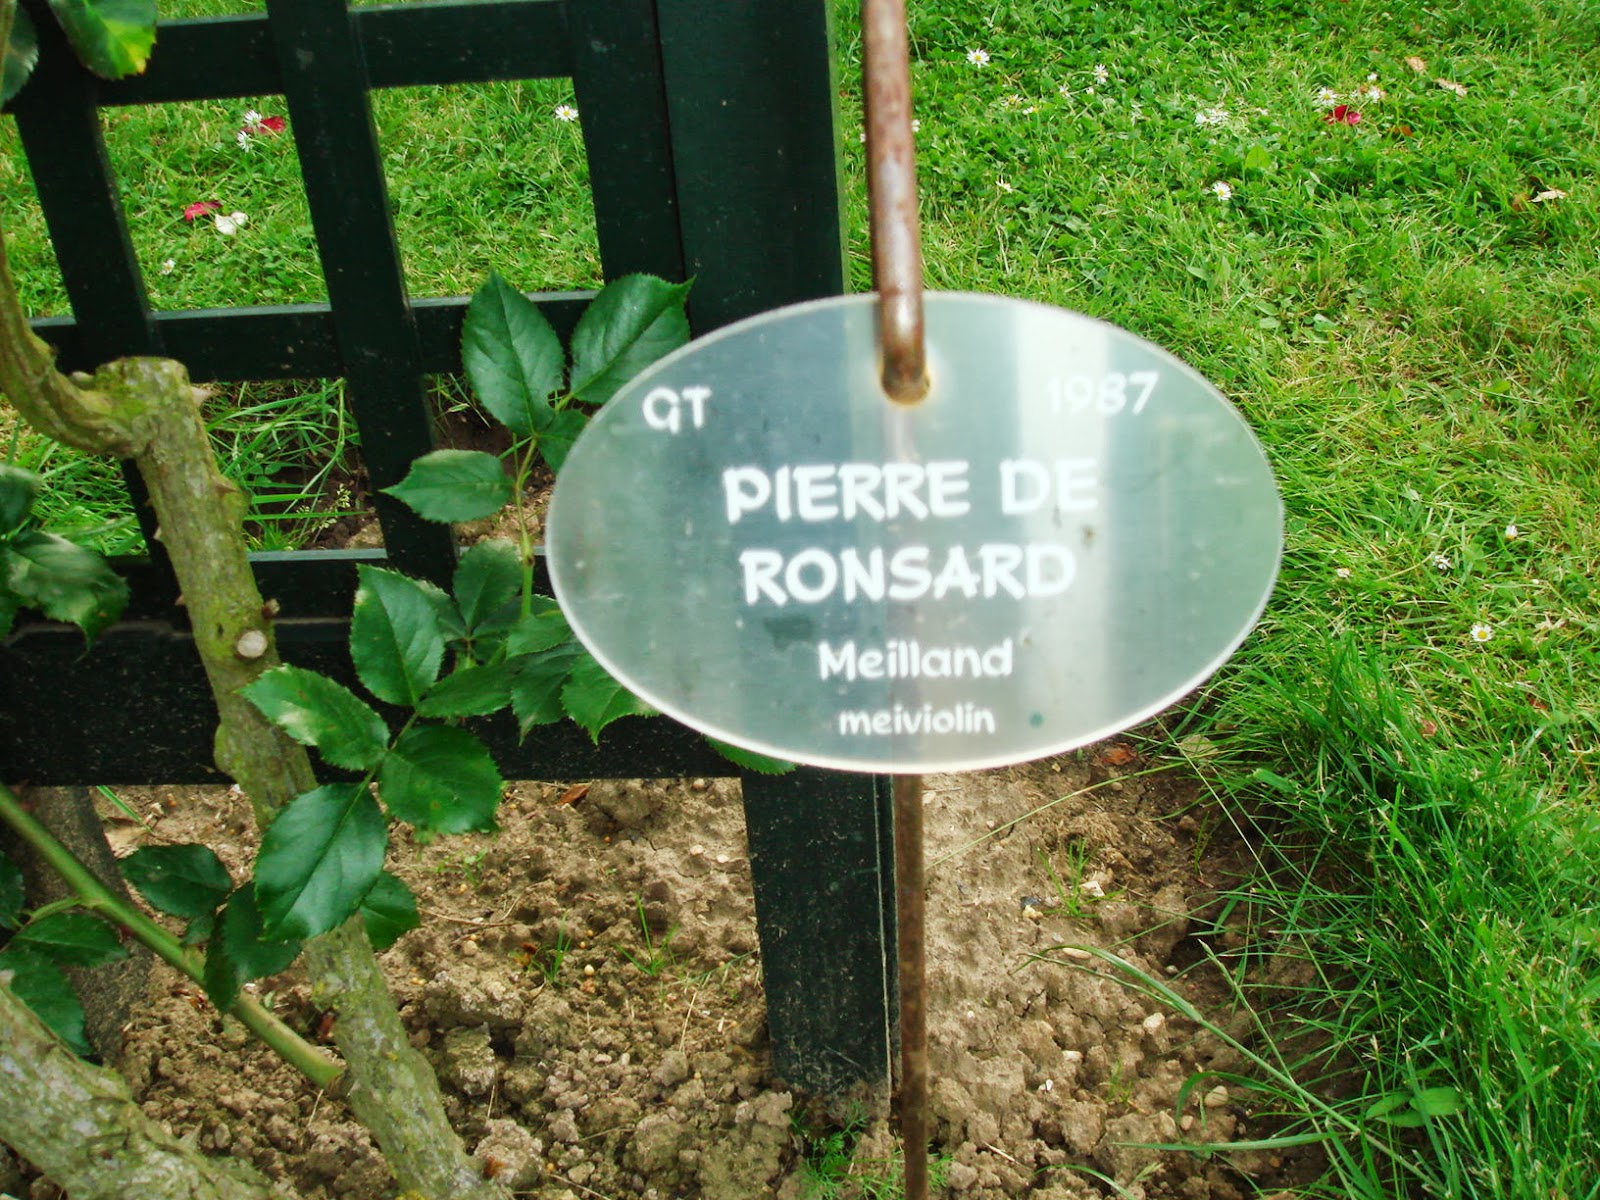 GT 1987
PIERRE DE
RONSARD
Meilland
meiviolin